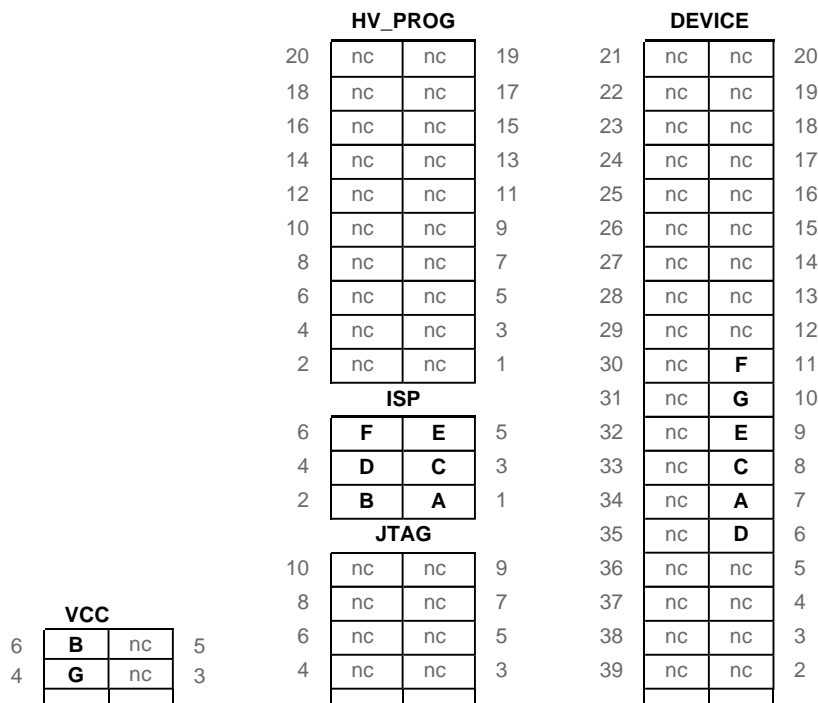 HV_PROG DEVICE
20 nc nc 19 21 nc nc 20
18 nc nc 17 22 nc nc 19
16 nc nc 15 23 nc nc 18
14 nc nc 13 24 nc nc 17
12 nc nc 11 25 nc nc 16
10 nc nc 9 26 nc nc 15
8 nc nc 7 27 nc nc 14
6 nc nc 5 28 nc nc 13
4 nc nc 3 29 nc nc 12
2 nc nc 1 30 nc F 11
ISP 31 nc G 10
6 F E 5 32 nc E 9
4 D C 3 33 nc C 8
2 B A 1 34 nc A 7
JTAG 35 nc D 6
10 nc nc 9 36 nc nc 5
VCC 8 nc nc 7 37 nc nc 4
6 B nc 5 6 nc nc 5 38 nc nc 3
4 G nc 3 4 nc nc 3 39 nc nc 2